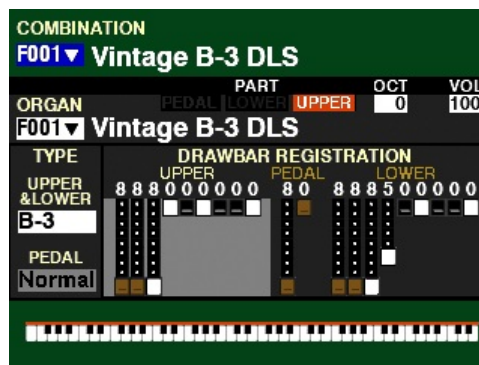 COMBINATION
F001▼ Vintage B-3 DLS
PART OCT VOL
ORGAN PEDAL LOWER UPPER 0 100
F001▼ Vintage B-3 DLS
TYPE DRAWBAR REGISTRATION
UPPER PEDAL LOWER
UPPER
&LOWER
888000000 80 888500000
B-3
PEDAL
Normal